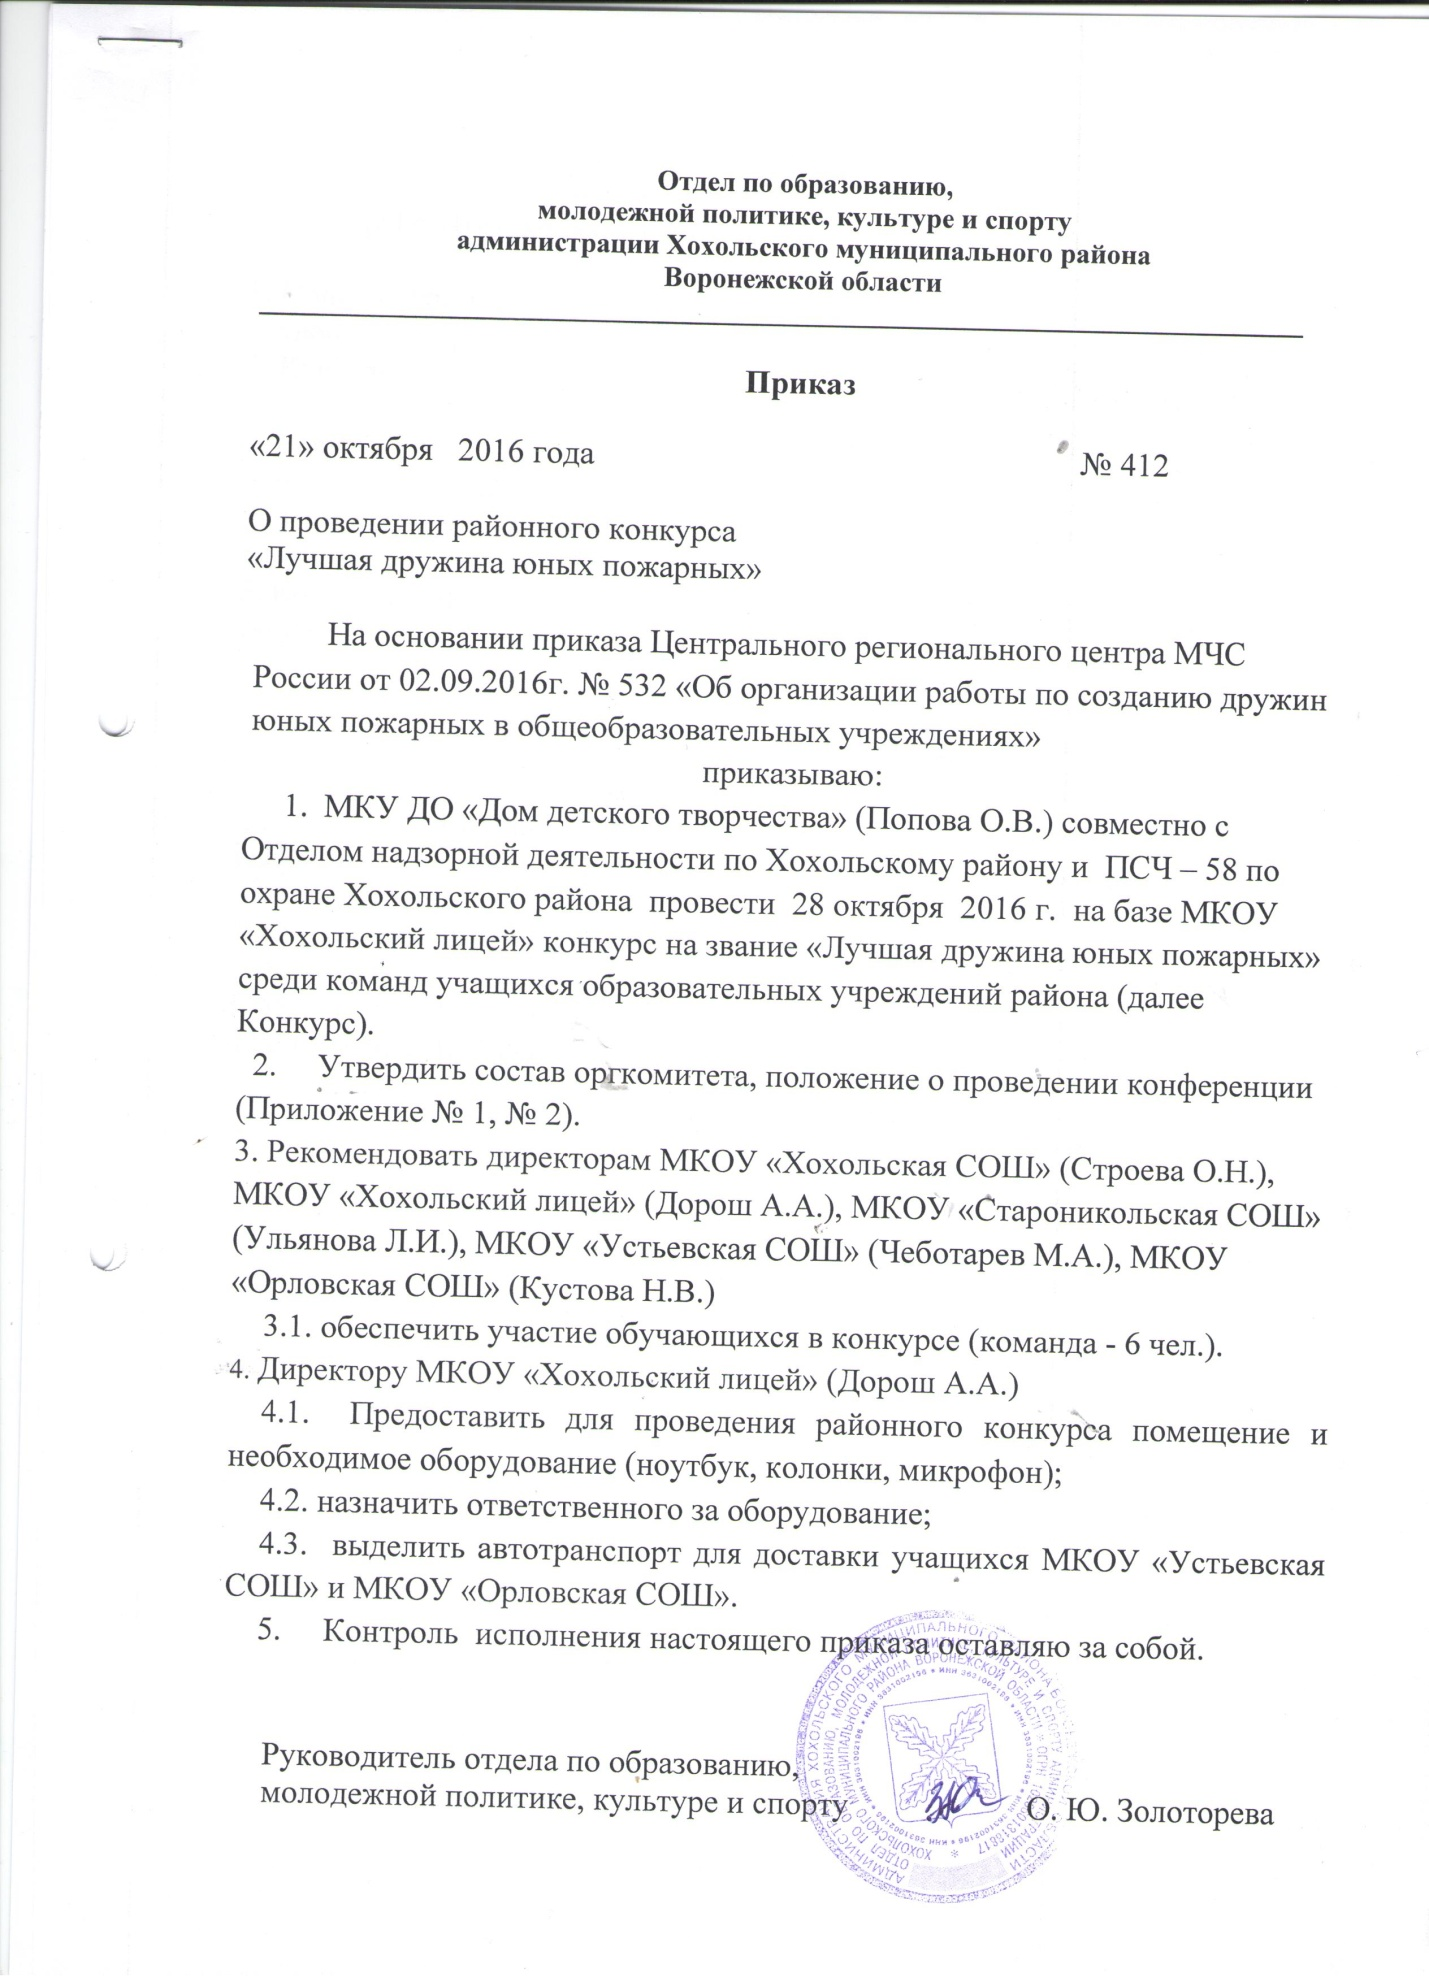 Отдел по образованию,
молодежной политике, культуре и спорту
администрации Хохольского муниципального района
Воронежской области
Приказ
«21» октября 2016 года № 412
О проведении районного конкурса
«Лучшая дружина юных пожарных»
На основании приказа Центрального регионального центра МЧС
России от 02.09.2016г. № 532 «Об организации работы по созданию дружин
юных пожарных в общеобразовательных учреждениях»
приказываю:
1. МКУ ДО «Дом детского творчества» (Попова О.В.) совместно с
Отделом надзорной деятельности по Хохольскому району и ПСЧ – 58 по
охране Хохольского района провести 28 октября 2016 г. на базе МКОУ
«Хохольский лицей» конкурс на звание «Лучшая дружина юных пожарных»
среди команд учащихся образовательных учреждений района (далее
Конкурс).
2. Утвердить состав оргкомитета, положение о проведении конференции
(Приложение № 1, № 2).
3. Рекомендовать директорам МКОУ «Хохольская СОШ» (Строева О.Н.),
МКОУ «Хохольский лицей» (Дорош А.А.), МКОУ «Староникольская СОШ»
(Ульянова Л.И.), МКОУ «Устьевская СОШ» (Чеботарев М.А.), МКОУ
«Орловская СОШ» (Кустова Н.В.)
3.1. обеспечить участие обучающихся в конкурсе (команда - 6 чел.).
4. Директору МКОУ «Хохольский лицей» (Дорош А.А.)
4.1. Предоставить для проведения районного конкурса помещение и
необходимое оборудование (ноутбук, колонки, микрофон);
4.2. назначить ответственного за оборудование;
4.3. выделить автотранспорт для доставки учащихся МКОУ «Устьевская
СОШ» и МКОУ «Орловская СОШ».
5. Контроль исполнения настоящего приказа оставляю за собой.
Руководитель отдела по образованию,
молодежной политике, культуре и спорту О. Ю. Золоторева